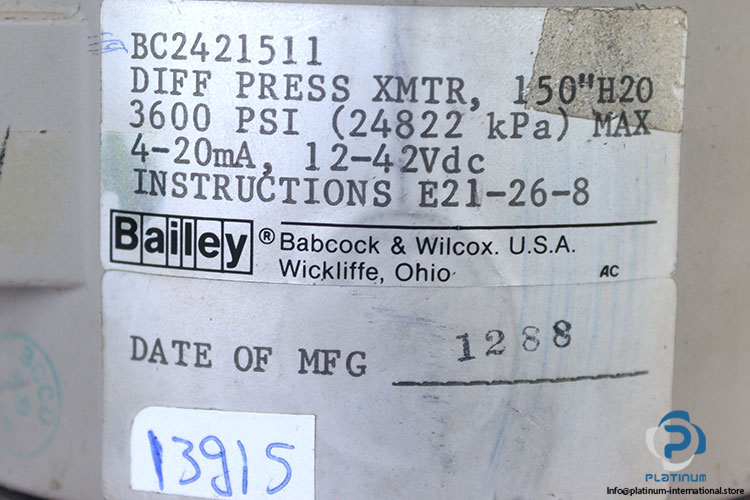 BC2421511
DIFF PRESS XMTR, 150"H20
3600 PSI (24822 kPa) MAX
4-20mA, 12-42Vdc
INSTRUCTIONS E21-26-8
Bailey ® Babcock & Wilcox. U.S.A.
Wickliffe, Ohio
AC
DATE OF MFG 1288
13915
PLATINUM
Info@platinum-international.store